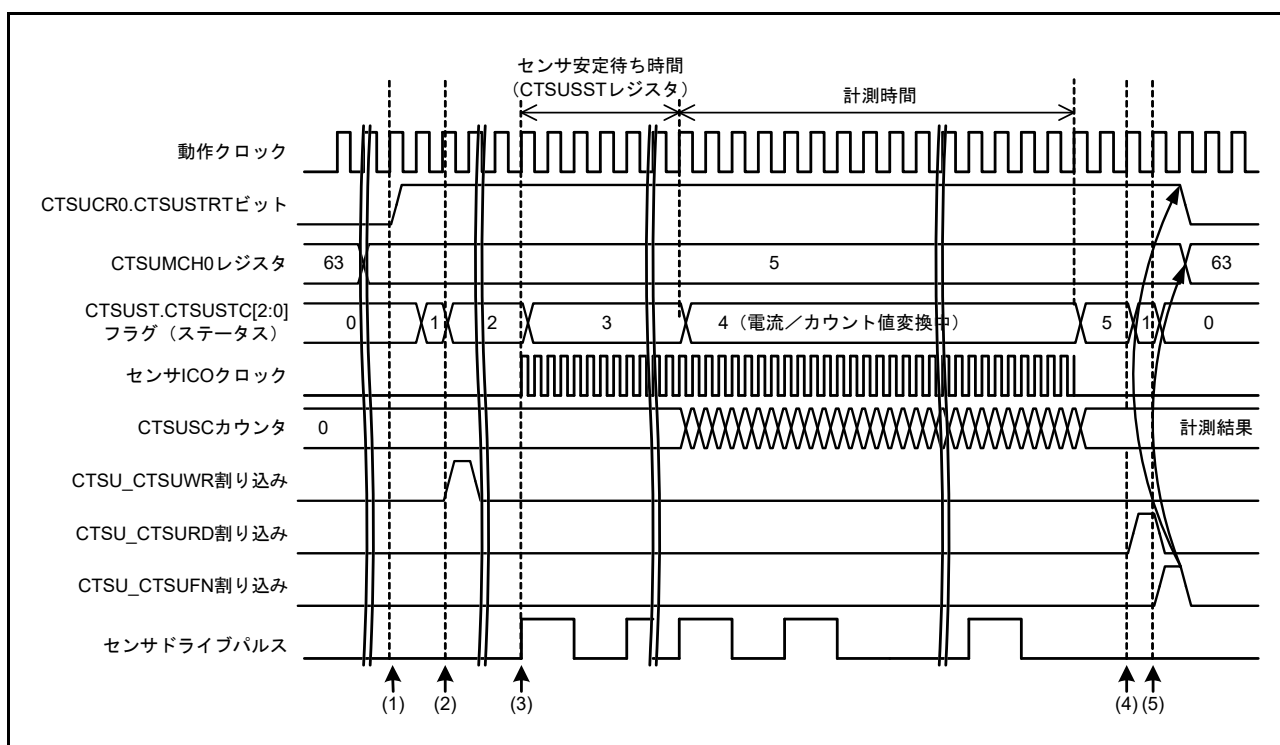 センサ安定待ち時間
（CTSUSSTレジスタ）
計測時間
動作クロック
CTSUCR0.CTSUSTRTビット
CTSUMCH0レジスタ
63
5
63
CTSUST.CTSUSTC[2:0]
フラグ（ステータス）
0
1
2
3
4（電流／カウント値変換中）
5
1
0
センサICOクロック
CTSUSCカウンタ
0
計測結果
CTSU_CTSUWR割り込み
CTSU_CTSURD割り込み
CTSU_CTSUFN割り込み
センサドライブパルス
(1)
(2)
(3)
(4)
(5)